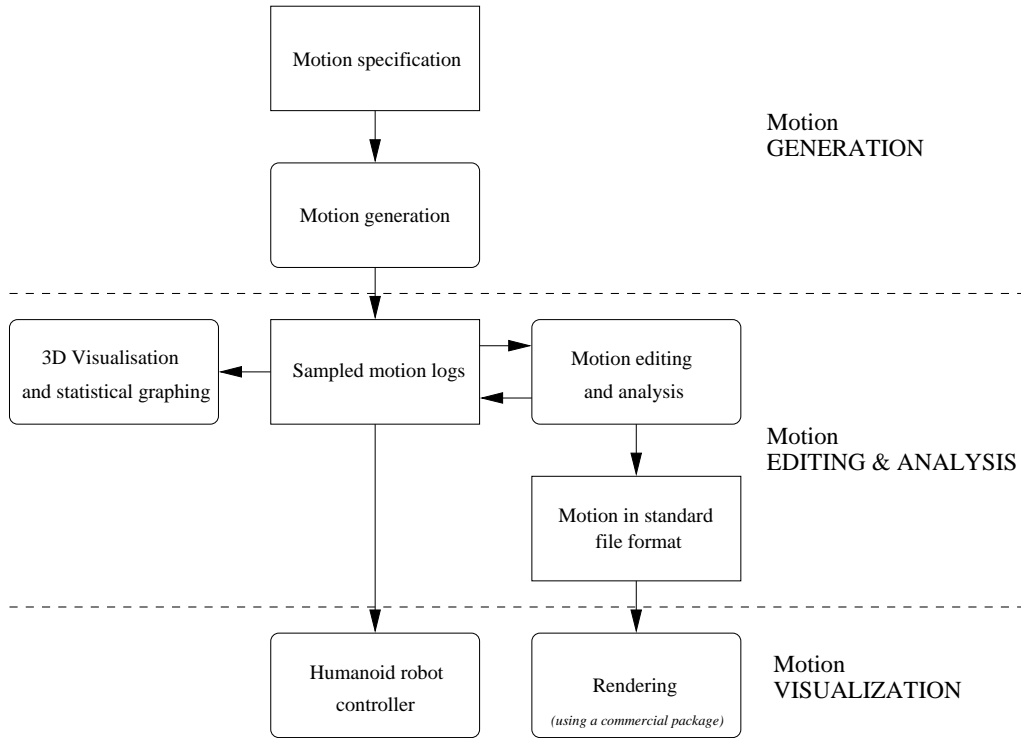 Motion specification
Motion
GENERATION
Motion generation
3D Visualisation
and statistical graphing
Sampled motion logs
Motion editing
and analysis
Motion
EDITING & ANALYSIS
Motion in standard
file format
Humanoid robot
controller
Rendering
(using a commercial package)
Motion
VISUALIZATION